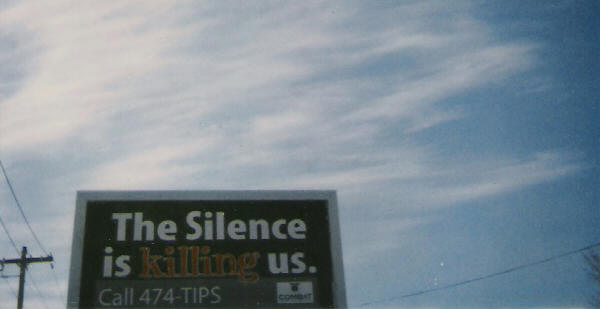 The Silence
is killing us.
Call 474-TIPS
COMBAT